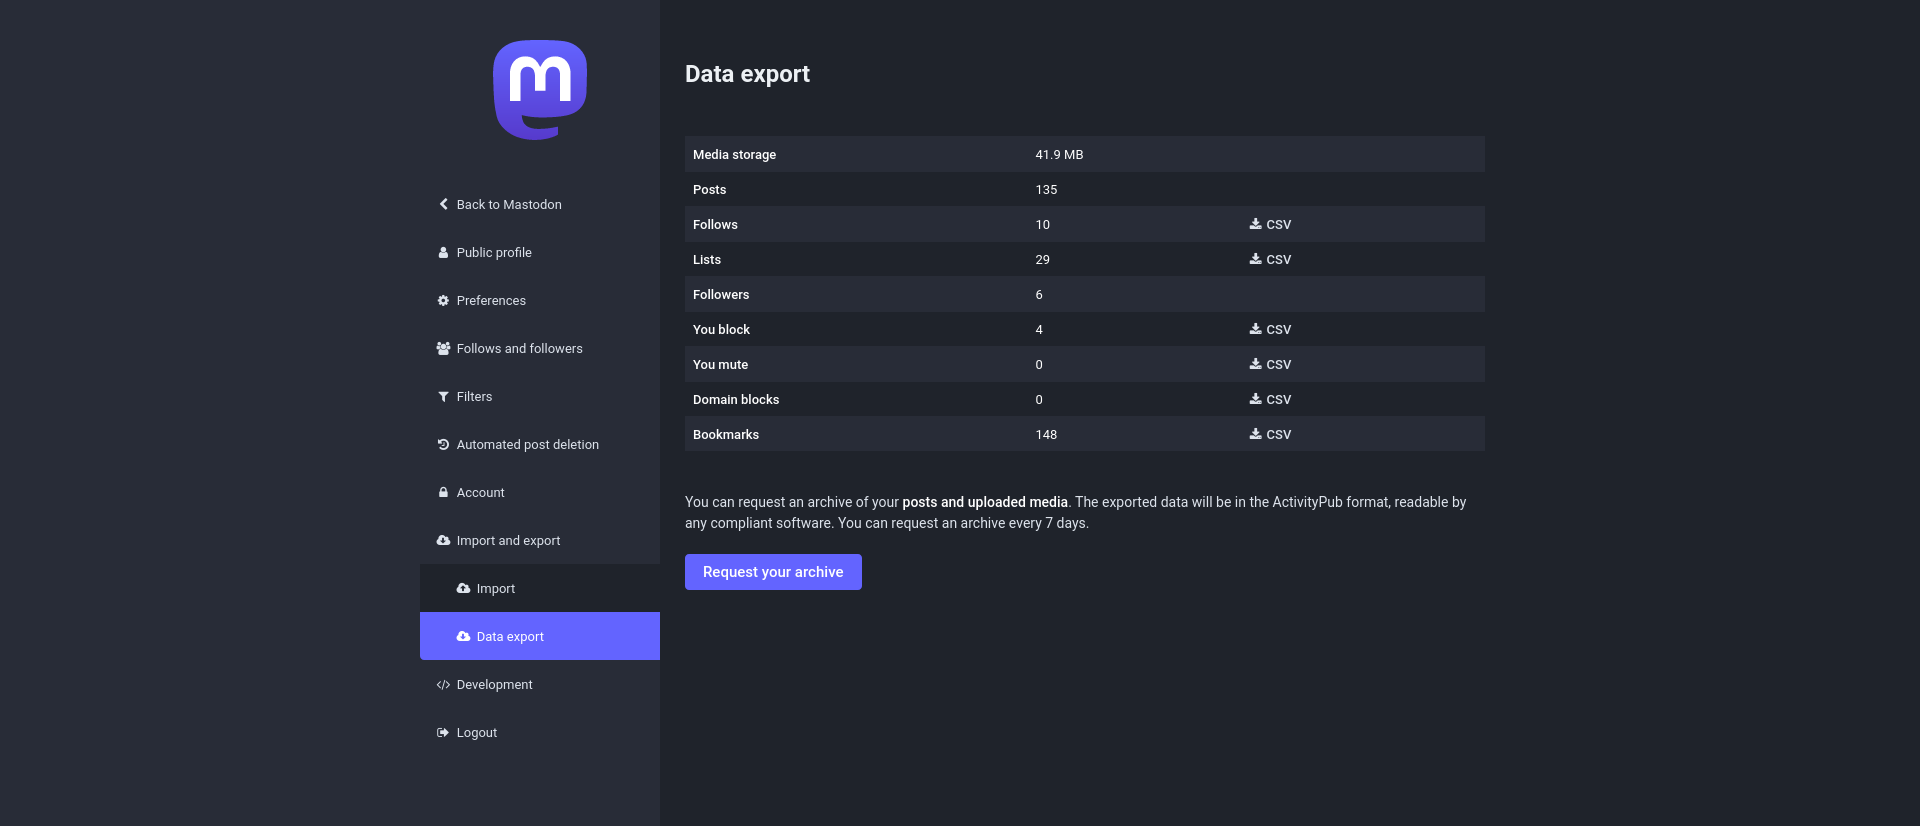 Back to Mastodon
Public profile
Preferences
Follows and followers
Filters
Automated post deletion
Account
Import and export
Import
Data export
Development
Logout
Data export
Media storage 41.9 MB
Posts 135
Follows 10 CSV
Lists 29 CSV
Followers 6
You block 4 CSV
You mute 0 CSV
Domain blocks 0 CSV
Bookmarks 148 CSV
You can request an archive of your posts and uploaded media. The exported data will be in the ActivityPub format, readable by
any compliant software. You can request an archive every 7 days.
Request your archive